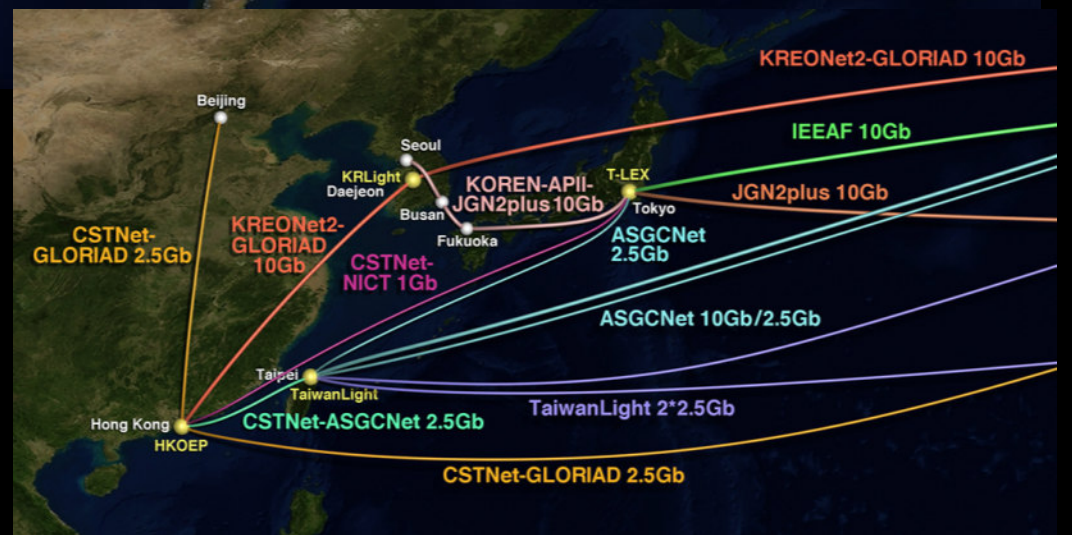 KREONet2-GLORIAD 10Gb
Beijing
IEEAF 10Gb
Seoul
KRLight
Daejeon
T-LEX
KOREN-APII-
JGN2plus 10Gb
JGN2plus 10Gb
Busan
Tokyo
Fukuoka
CSTNet-
GLORIAD 2.5Gb
KREONet2-
GLORIAD
10Gb
ASGCNet
2.5Gb
CSTNet-
NICT 1Gb
ASGCNet 10Gb/2.5Gb
Taipei
TaiwanLight
TaiwanLight 2*2.5Gb
Hong Kong
HKOEP
CSTNet-ASGCNet 2.5Gb
CSTNet-GLORIAD 2.5Gb